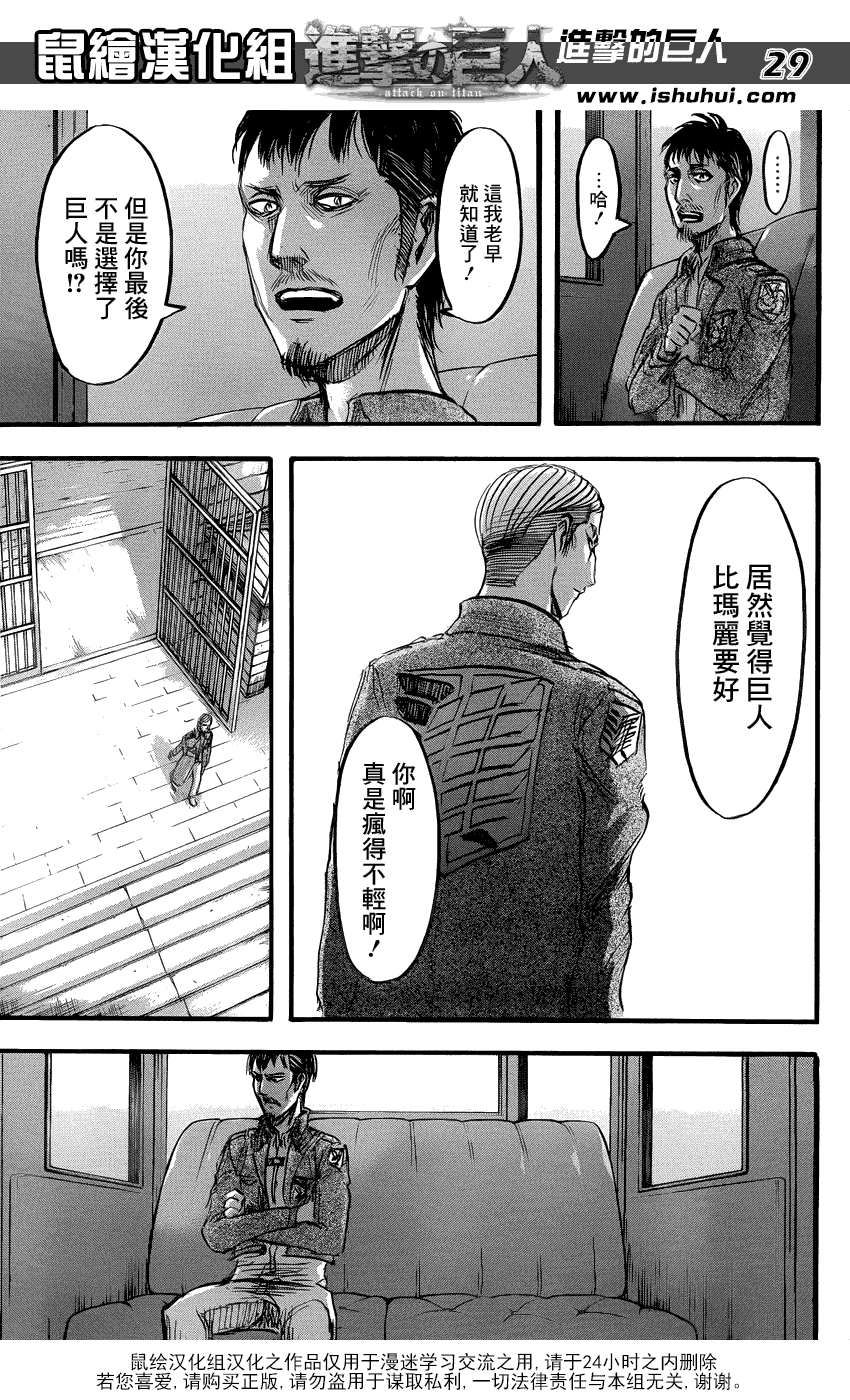 鼠繪漢化組
進撃の巨人
attack on titan
進擊的巨人
29
www.ishuhui.com
……
…哈!
這我老早
就知道了!
但是你最後
不是選擇了
巨人嗎!?
居然覺得巨人
比瑪麗要好
你啊
真是瘋得不輕啊!
鼠绘汉化组汉化之作品仅用于漫迷学习交流之用,请于24小时之内删除
若您喜爱,请购买正版,请勿盗用于谋取私利,一切法律责任与本组无关,谢谢。